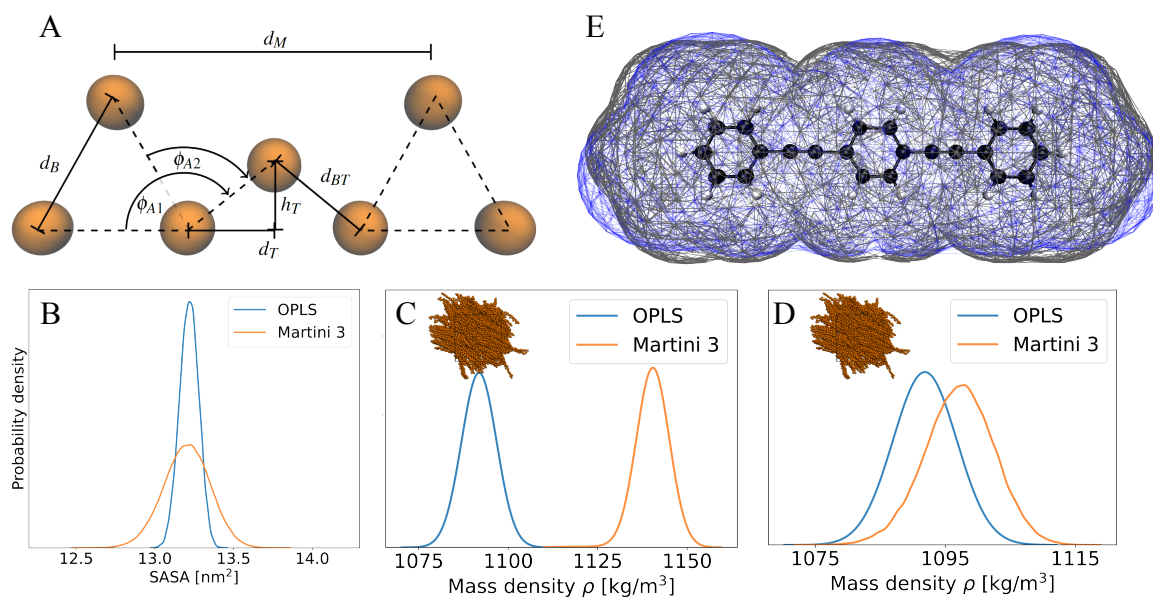 A
E
d_M
d_B
ϕ_A2
ϕ_A1
d_BT
h_T
d_T
B
OPLS
Martini 3
Probability density
12.5 13.0 13.5 14.0
SASA [nm²]
C
OPLS
Martini 3
1075 1100 1125 1150
Mass density ρ [kg/m³]
D
OPLS
Martini 3
1075 1095 1115
Mass density ρ [kg/m³]